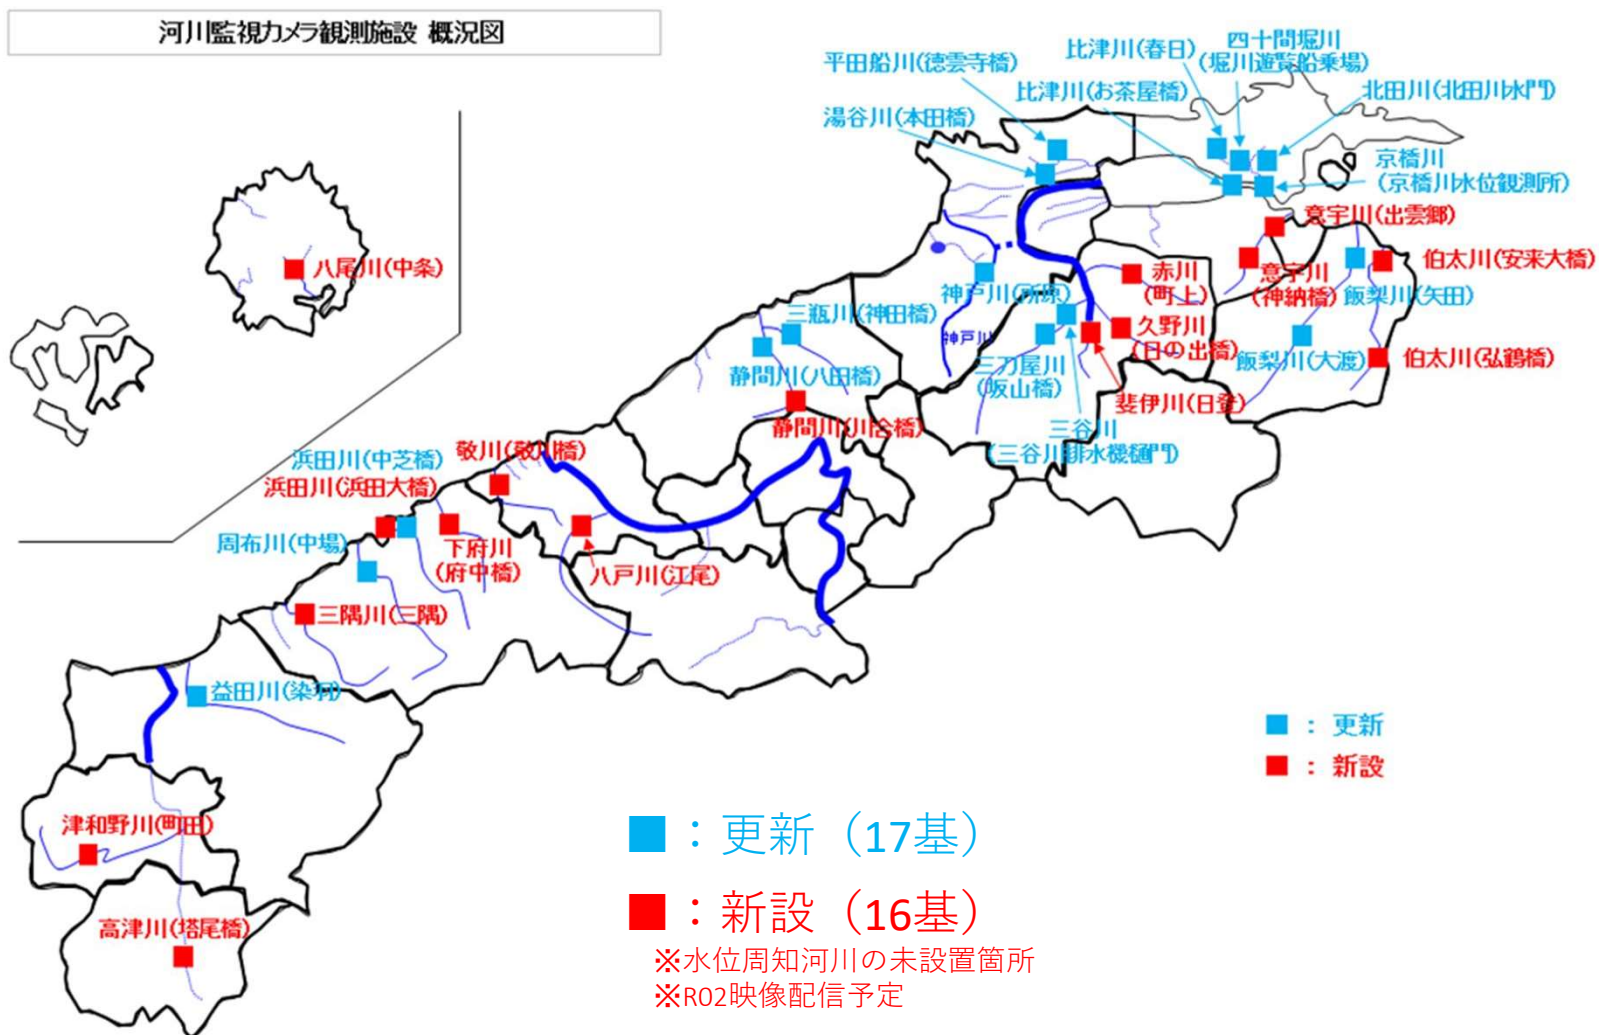 河川監視カメラ観測施設 概況図
平田船川(徳雲寺橋)
比津川(春日)
四十間堀川
(堀川遊覧船乗場)
湯谷川(本田橋)
比津川(お茶屋橋)
北田川(北田川水門)
京橋川
(京橋川水位観測所)
意宇川(出雲郷)
八尾川(中条)
赤川
(町上)
意宇川
(神納橋)
伯太川(安来大橋)
飯梨川(矢田)
神戸川(所原)
三瓶川(神田橋)
神戸川
久野川
(日の出橋)
飯梨川(大渡)
伯太川(弘鶴橋)
静間川(八田橋)
三刀屋川
(坂山橋)
斐伊川(日登)
静間川(川合橋)
三谷川
(三谷川排水機樋門)
浜田川(中芝橋)
敬川(敬川橋)
浜田川(浜田大橋)
周布川(中場)
下府川
(府中橋)
八戸川(江尾)
三隅川(三隅)
益田川(染羽)
■ : 更新
■ : 新設
津和野川(町田)
■：更新（17基）
高津川(塔尾橋)
■：新設（16基）
※水位周知河川の未設置箇所
※R02映像配信予定